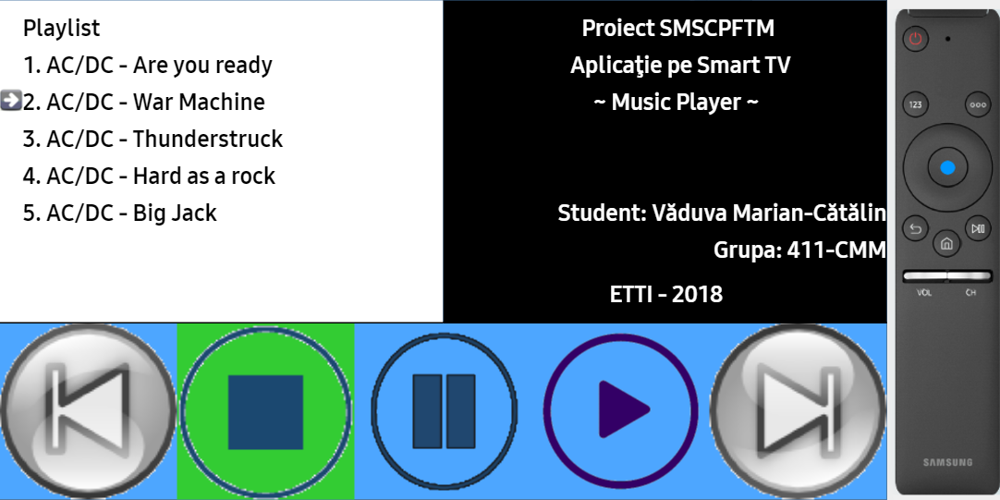 Playlist
1. AC/DC - Are you ready
2. AC/DC - War Machine
3. AC/DC - Thunderstruck
4. AC/DC - Hard as a rock
5. AC/DC - Big Jack
Proiect SMSCPFTM
Aplicaţie pe Smart TV
~ Music Player ~
Student: Văduva Marian-Cătălin
Grupa: 411-CMM
ETTI - 2018
123
VOL
CH
SAMSUNG